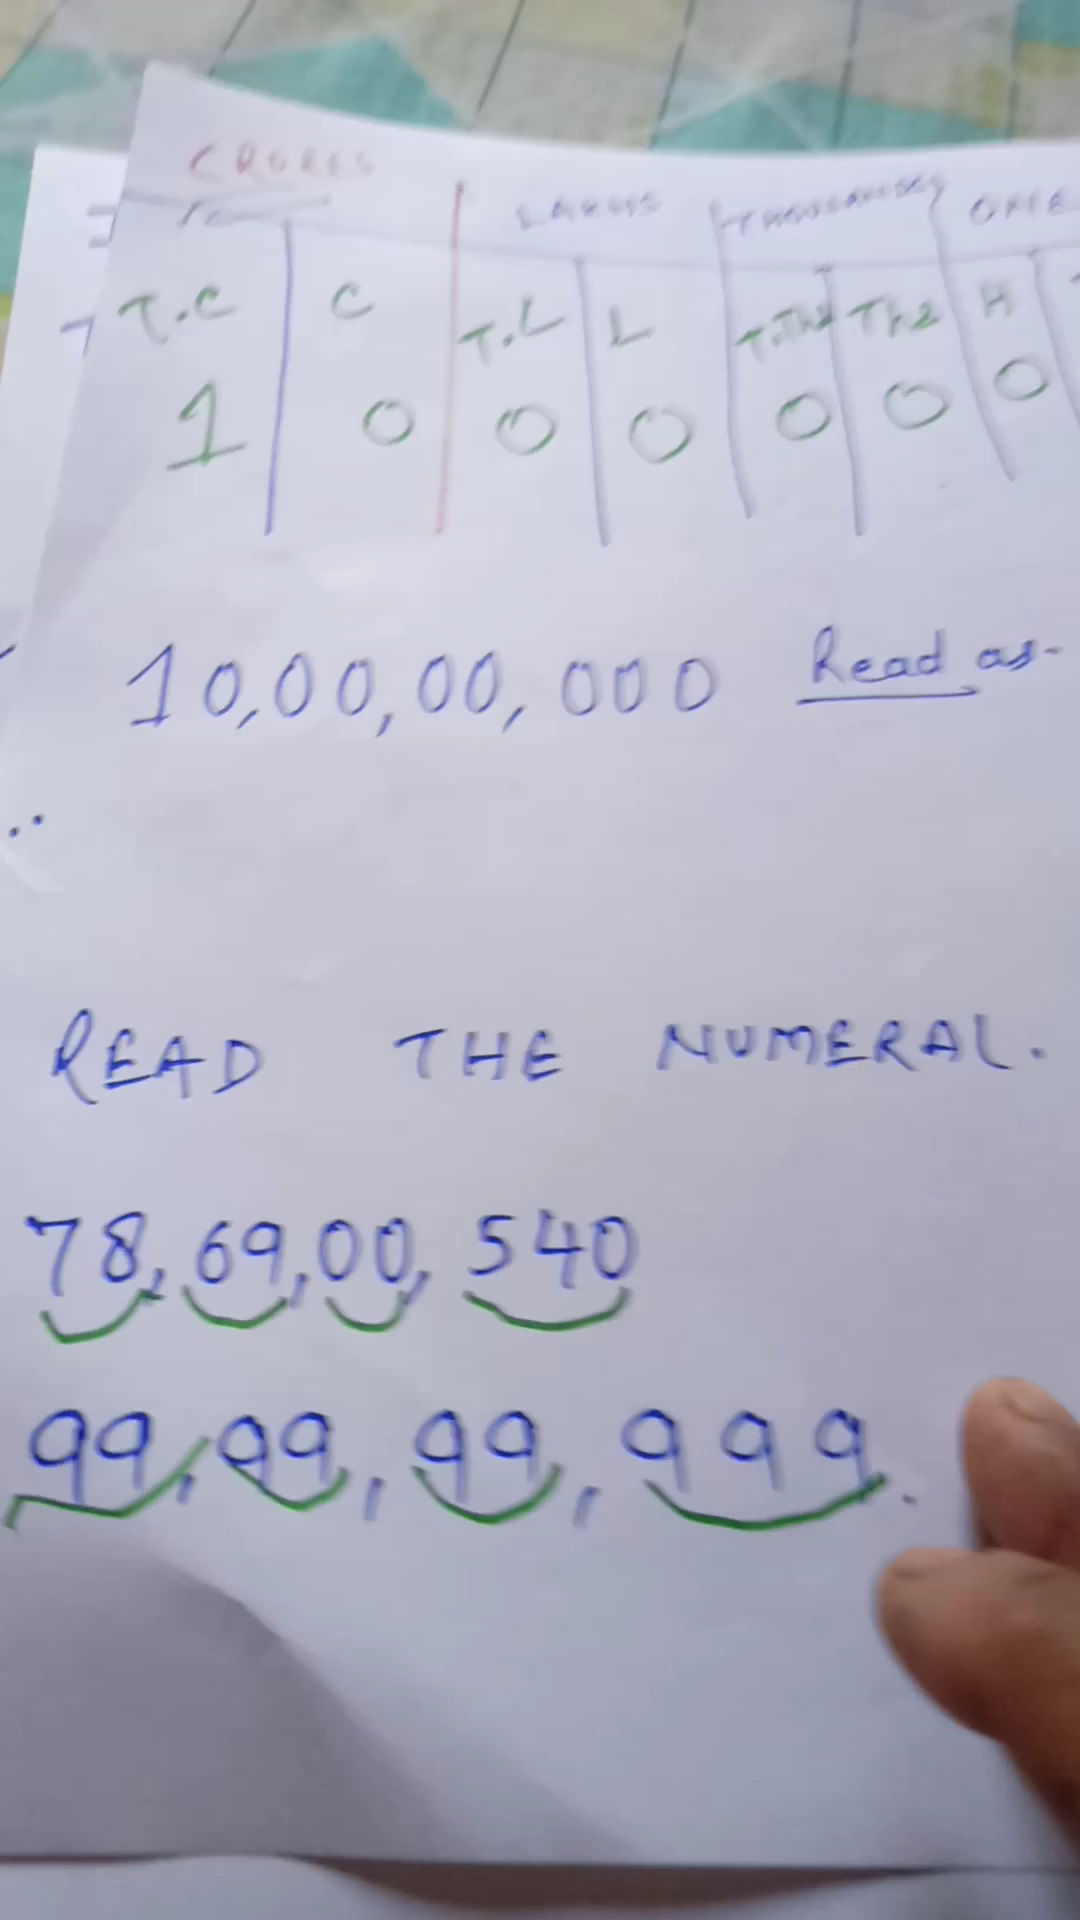 CRORES LAKHS THOUSANDS ONE
T.C C T.L L T.Th Th H
1 0 0 0 0 0 0
10,00,00,000 Read as-
READ THE NUMERAL.
78,69,00,540
99,99,99,999.